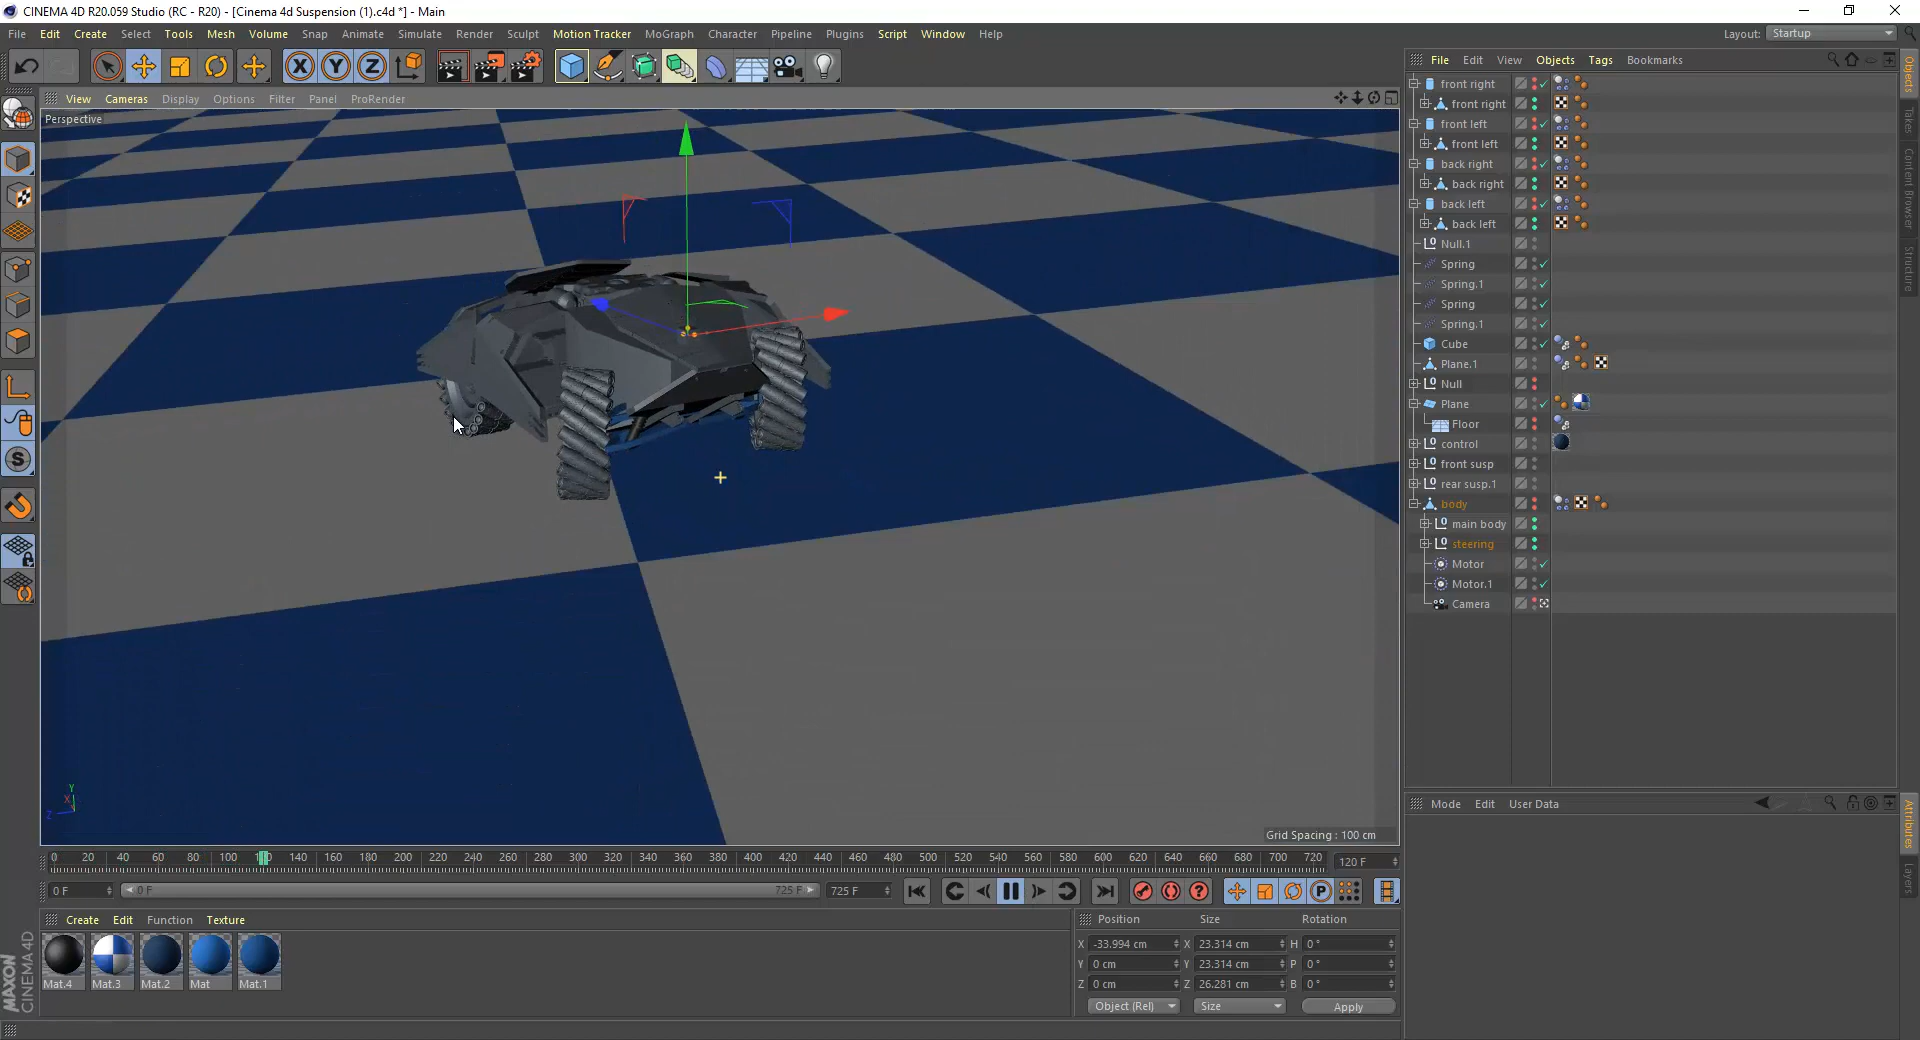 CINEMA 4D R20.059 Studio (RC - R20) - [Cinema 4d Suspension (1).c4d *] - Main
File Edit Create Select Tools Mesh Volume Snap Animate Simulate Render Sculpt Motion Tracker MoGraph Character Pipeline Plugins Script Window Help
Layout: Startup
View Cameras Display Options Filter Panel ProRender
Perspective
File Edit View Objects Tags Bookmarks
front right
front right
front left
front left
back right
back right
back left
back left
Null.1
Spring
Spring.1
Spring
Spring.1
Cube
Plane.1
Null
Plane
Floor
control
front susp
rear susp.1
body
main body
steering
Motor
Motor.1
Camera
Objects
Takes
Content Browser
Structure
Mode Edit User Data
Attributes
Layers
Y
X
Z
Grid Spacing : 100 cm
0 20 40 60 80 100 140 160 180 200 220 240 260 280 300 320 340 360 380 400 420 440 460 480 500 520 540 560 580 600 620 640 660 680 700 720 120 F
0 F 0 F 725 F 725 F
Create Edit Function Texture
Mat.4 Mat.3 Mat.2 Mat Mat.1
Position Size Rotation
X -33.994 cm X 23.314 cm H 0 °
Y 0 cm Y 23.314 cm P 0 °
Z 0 cm Z 26.281 cm B 0 °
Object (Rel) Size Apply
MAXON
CINEMA 4D